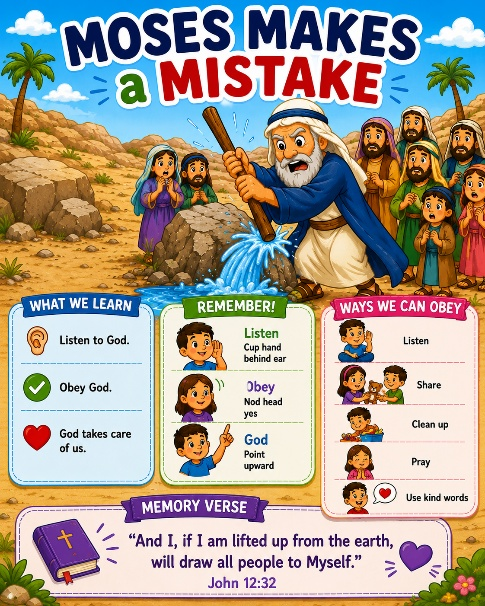 MOSES MAKES
a MISTAKE
WHAT WE LEARN
Listen to God.
Obey God.
God takes care
of us.
REMEMBER!
Listen
Cup hand
behind ear
Obey
Nod head
yes
God
Point
upward
WAYS WE CAN OBEY
Listen
Share
Clean up
Pray
Use kind words
MEMORY VERSE
“And I, if I am lifted up from the earth,
will draw all people to Myself.”
John 12:32